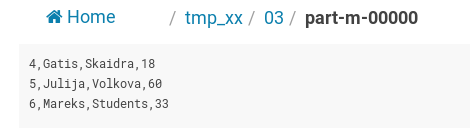 Home / tmp_xx / 03 / part-m-00000
4,Gatis,Skaidra,18
5,Julija,Volkova,60
6,Mareks,Students,33